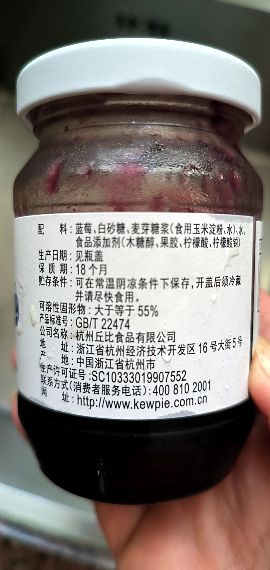 配　　料：蓝莓、白砂糖、麦芽糖浆(食用玉米淀粉、水)、水、
食品添加剂(木糖醇、果胶、柠檬酸、柠檬酸钠)
生产日期：见瓶盖
保 质 期：18个月
贮存条件：可在常温阴凉条件下保存，开盖后须冷藏
并请尽快食用。
可溶性固形物：大于等于55%
产品标准号：GB/T 22474
公司名称：杭州丘比食品有限公司
地　　址：浙江省杭州经济技术开发区16号大街5号
产　　地：中国浙江省杭州市
生产许可证号：SC10333019907552
联系方式(消费者服务电话)：400 810 2001
网　　址：http://www.kewpie.com.cn